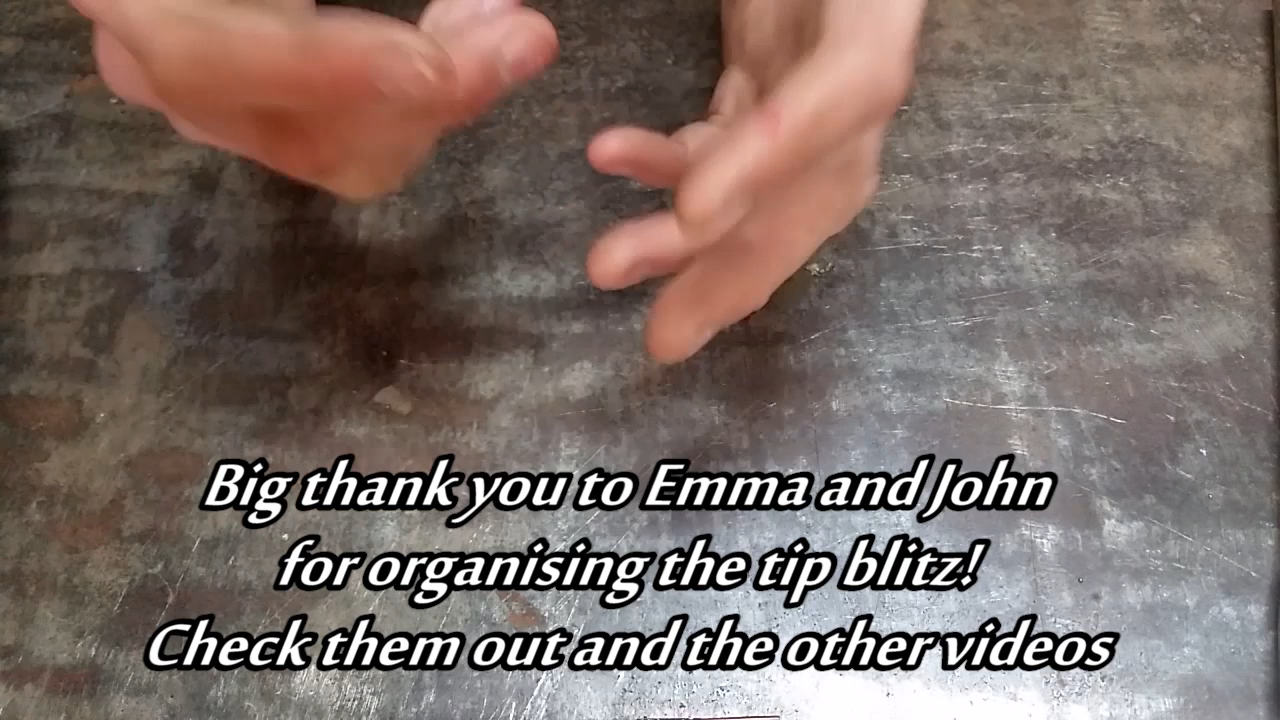 Big thank you to Emma and John
for organising the tip blitz!
Check them out and the other videos